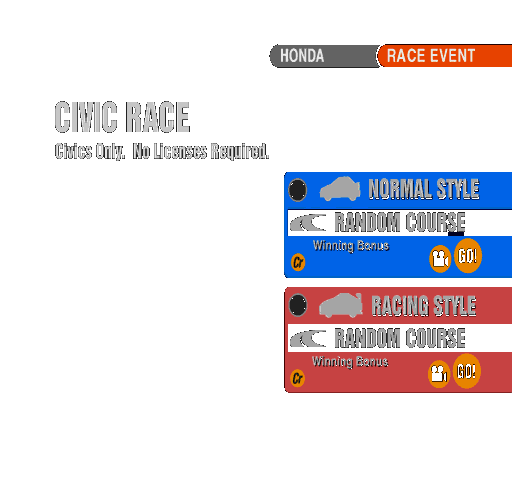 HONDA
RACE EVENT
CIVIC RACE
Civics Only. No Licenses Required.
NORMAL STYLE
RANDOM COURSE
Winning Bonus
Cr
GO!
RACING STYLE
RANDOM COURSE
Winning Bonus
Cr
GO!